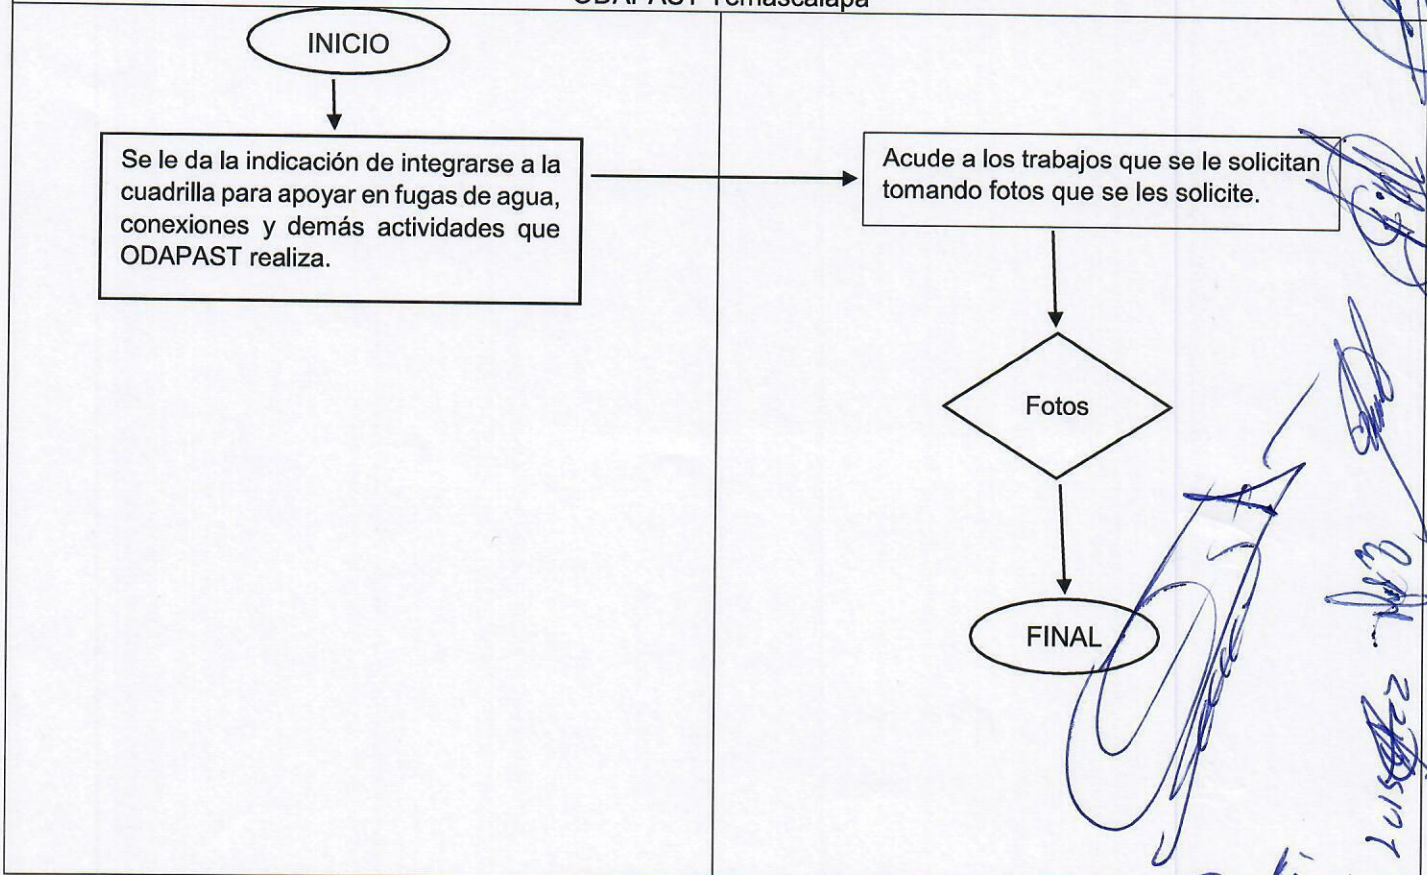 ODAPAST Temascalapa
INICIO
Se le da la indicación de integrarse a la
cuadrilla para apoyar en fugas de agua,
conexiones y demás actividades que
ODAPAST realiza.
Acude a los trabajos que se le solicitan
tomando fotos que se les solicite.
Fotos
FINAL